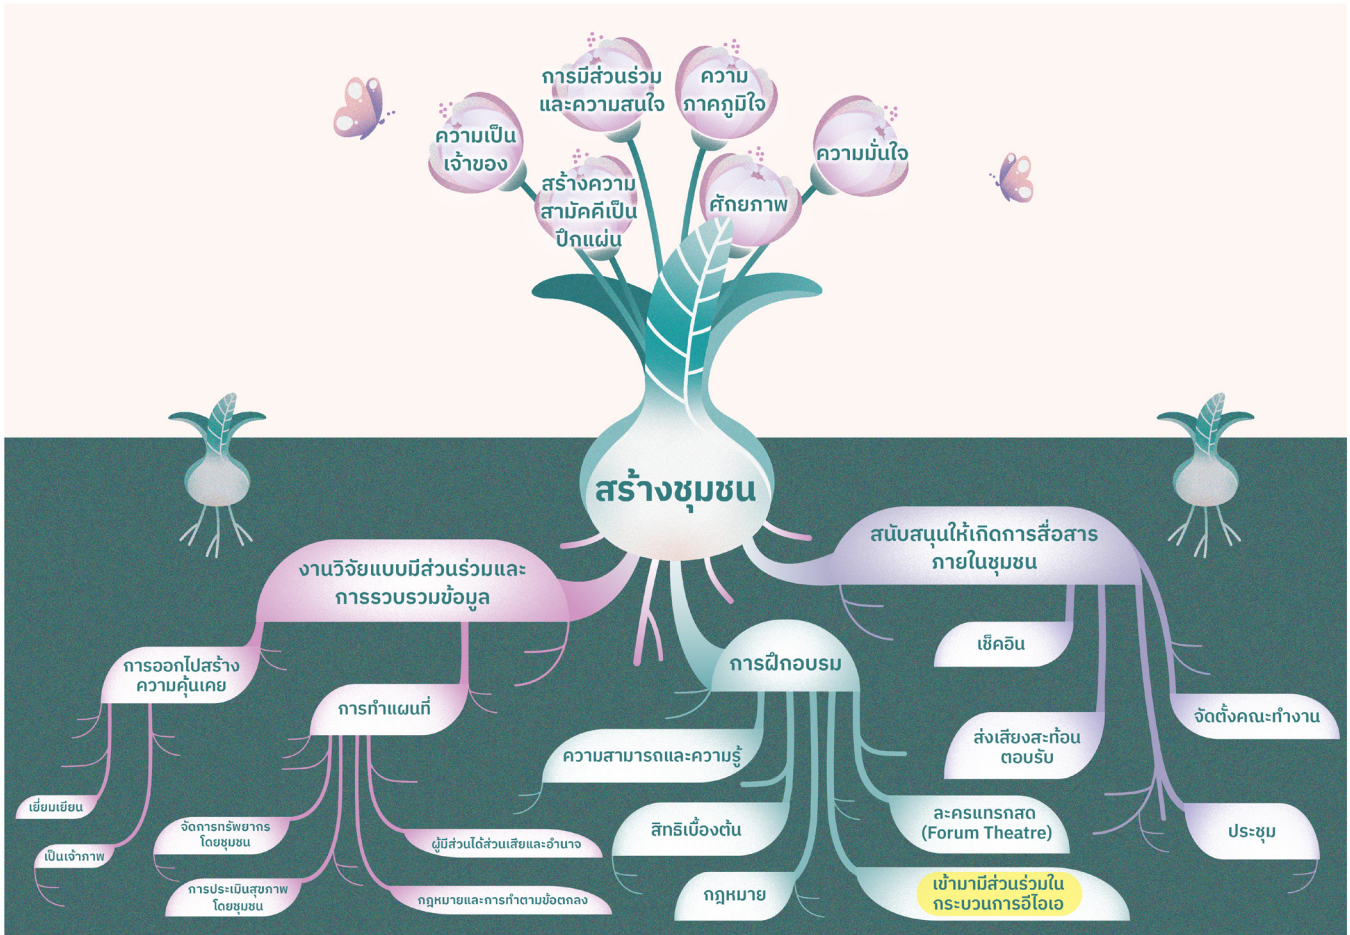 การมีส่วนร่วม
และความสนใจ
ความ
ภาคภูมิใจ
ความเป็น
เจ้าของ
ความมั่นใจ
สร้างความ
สามัคคีเป็น
ปึกแผ่น
ศักยภาพ
สร้างชุมชน
งานวิจัยแบบมีส่วนร่วมและ
การรวบรวมข้อมูล
การออกไปสร้าง
ความคุ้นเคย
เยี่ยมเยียน
เป็นเจ้าภาพ
การทำแผนที่
จัดการทรัพยากร
โดยชุมชน
การประเมินสุขภาพ
โดยชุมชน
ผู้มีส่วนได้ส่วนเสียและอำนาจ
กฎหมายและการทำตามข้อตกลง
การฝึกอบรม
ความสามารถและความรู้
สิทธิเบื้องต้น
กฎหมาย
ละครแทรกสด
(Forum Theatre)
เข้ามามีส่วนร่วมใน
กระบวนการอีไอเอ
สนับสนุนให้เกิดการสื่อสาร
ภายในชุมชน
เช็คอิน
ส่งเสียงสะท้อน
ตอบรับ
จัดตั้งคณะทำงาน
ประชุม